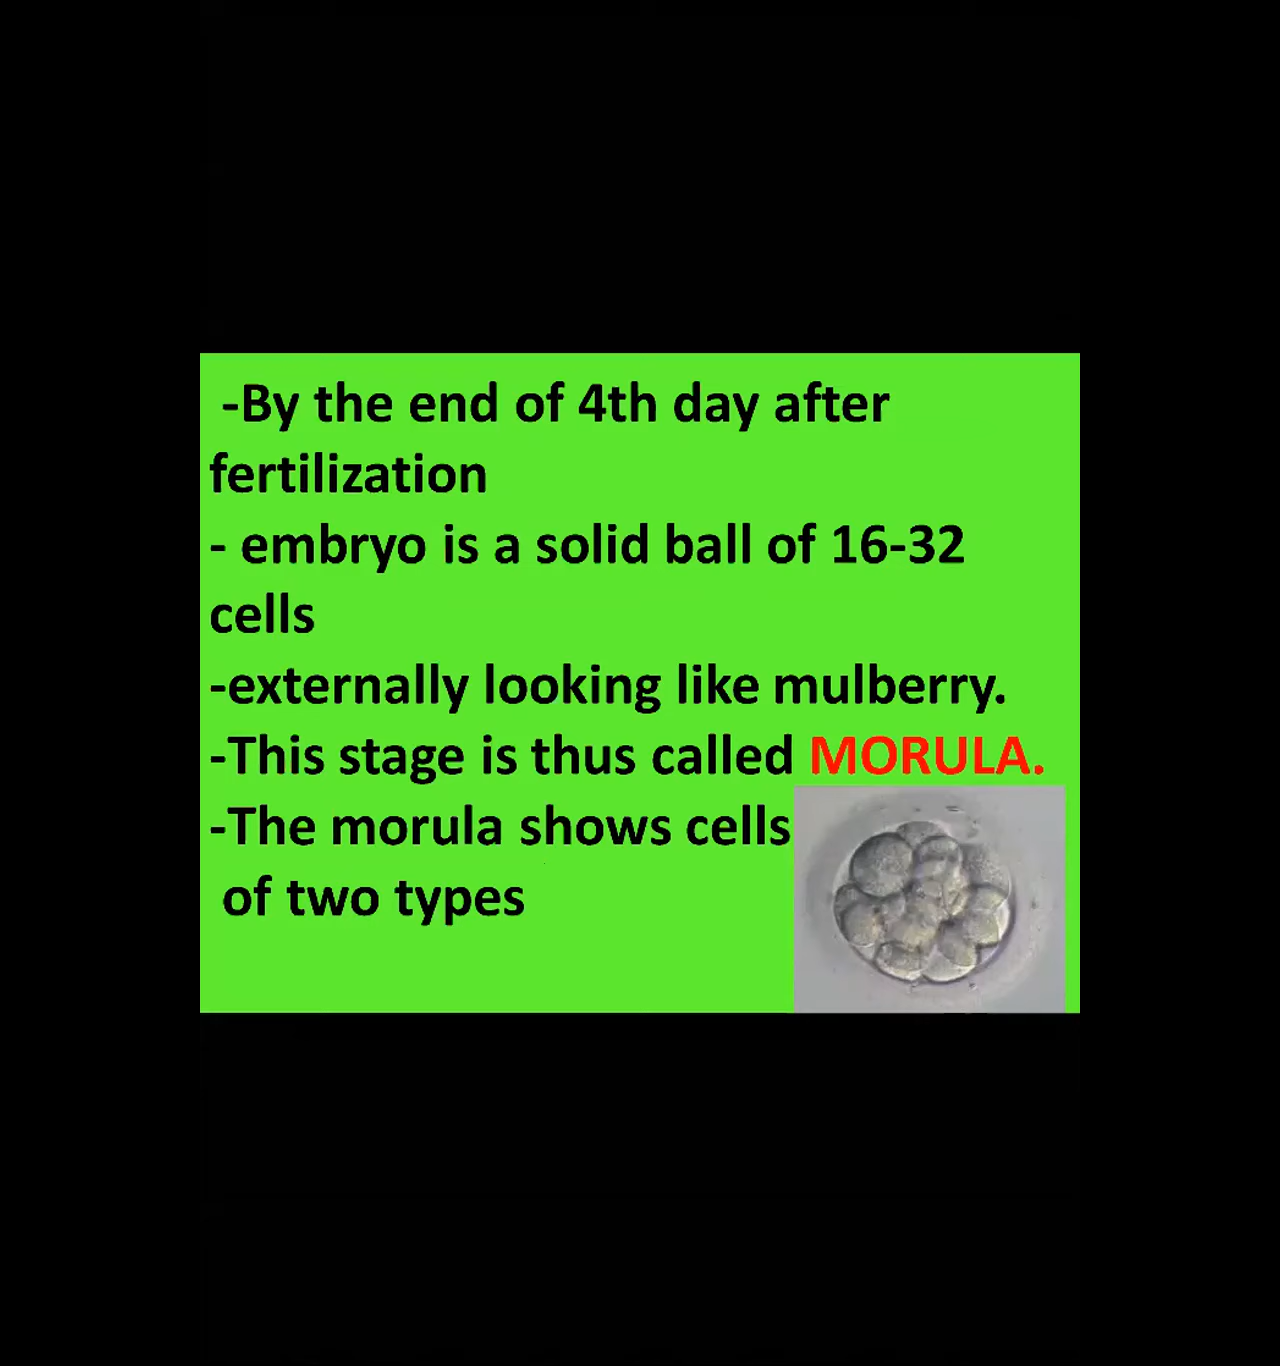 -By the end of 4th day after
fertilization
- embryo is a solid ball of 16-32
cells
-externally looking like mulberry.
-This stage is thus called MORULA.
-The morula shows cells
of two types